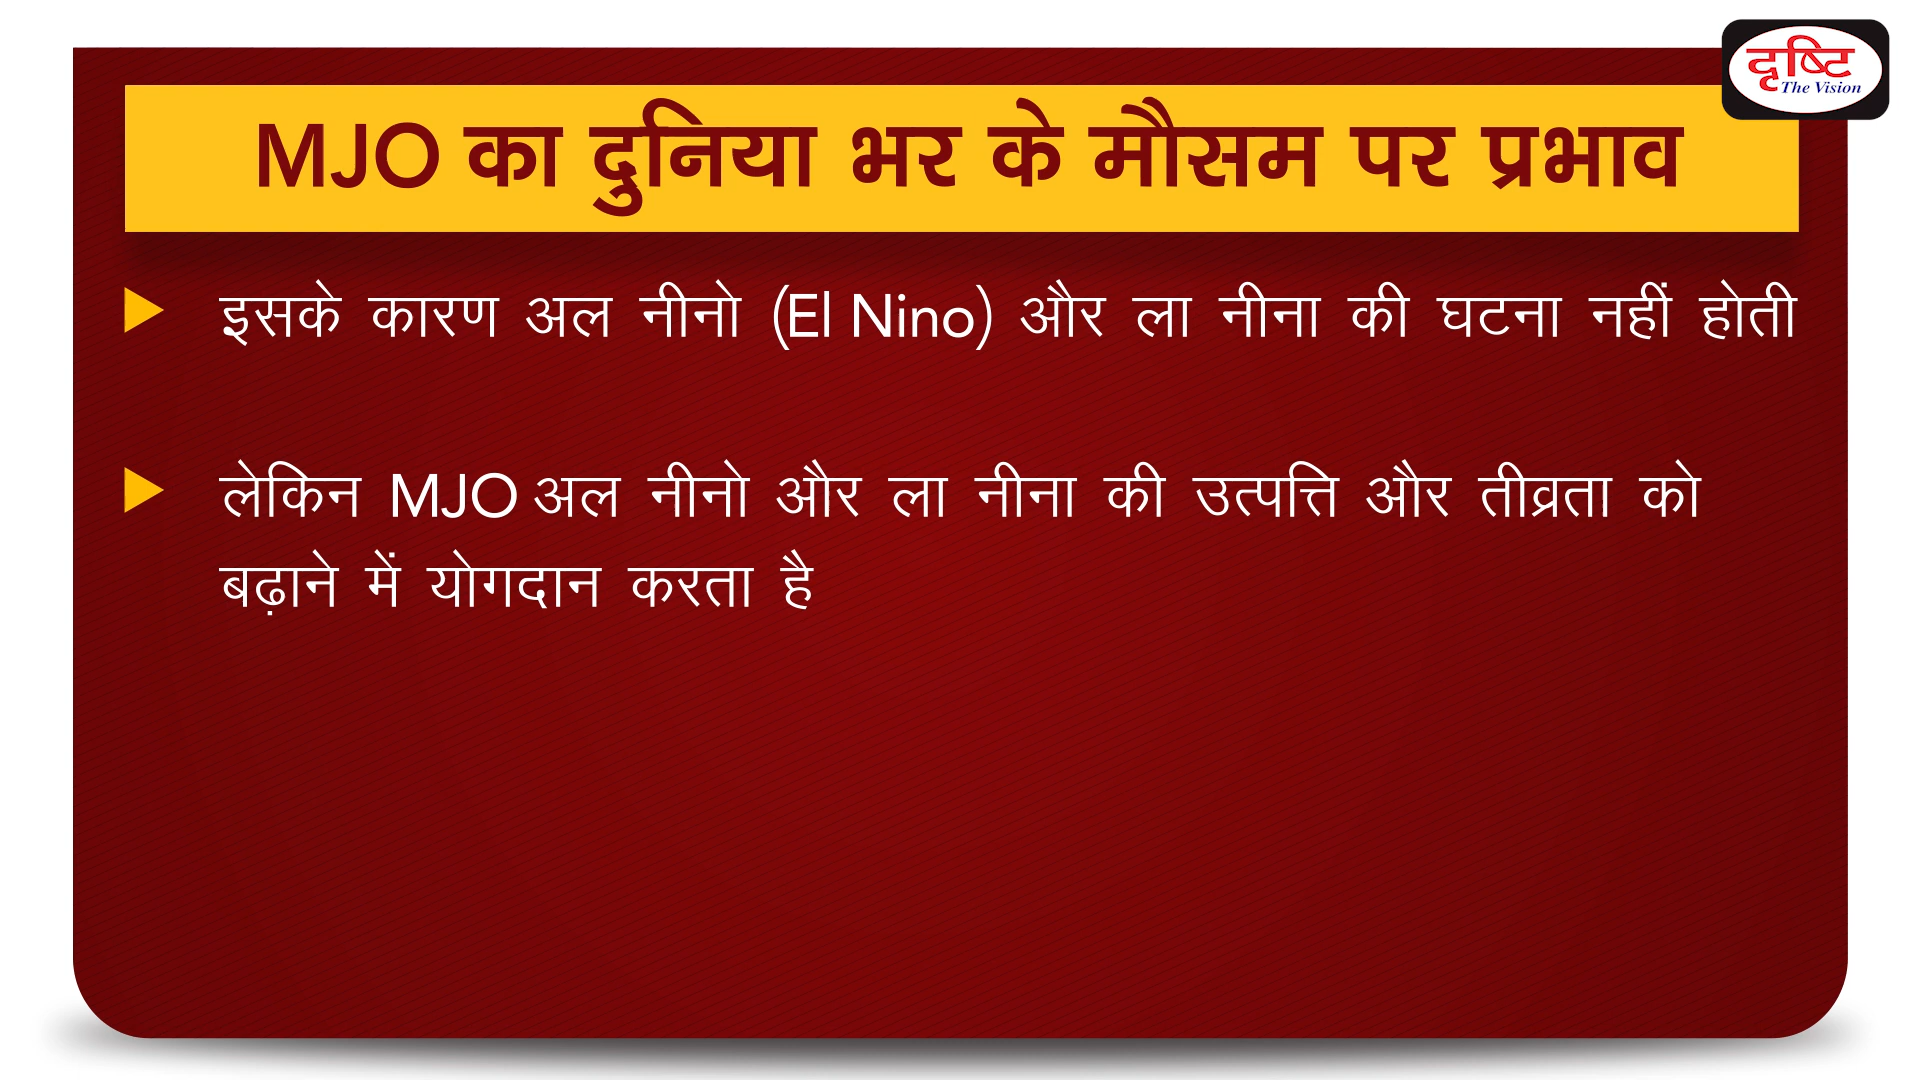 दृष्टि
The Vision
MJO का दुनिया भर के मौसम पर प्रभाव
इसके कारण अल नीनो (El Nino) और ला नीना की घटना नहीं होती
लेकिन MJO अल नीनो और ला नीना की उत्पत्ति और तीव्रता को
बढ़ाने में योगदान करता है